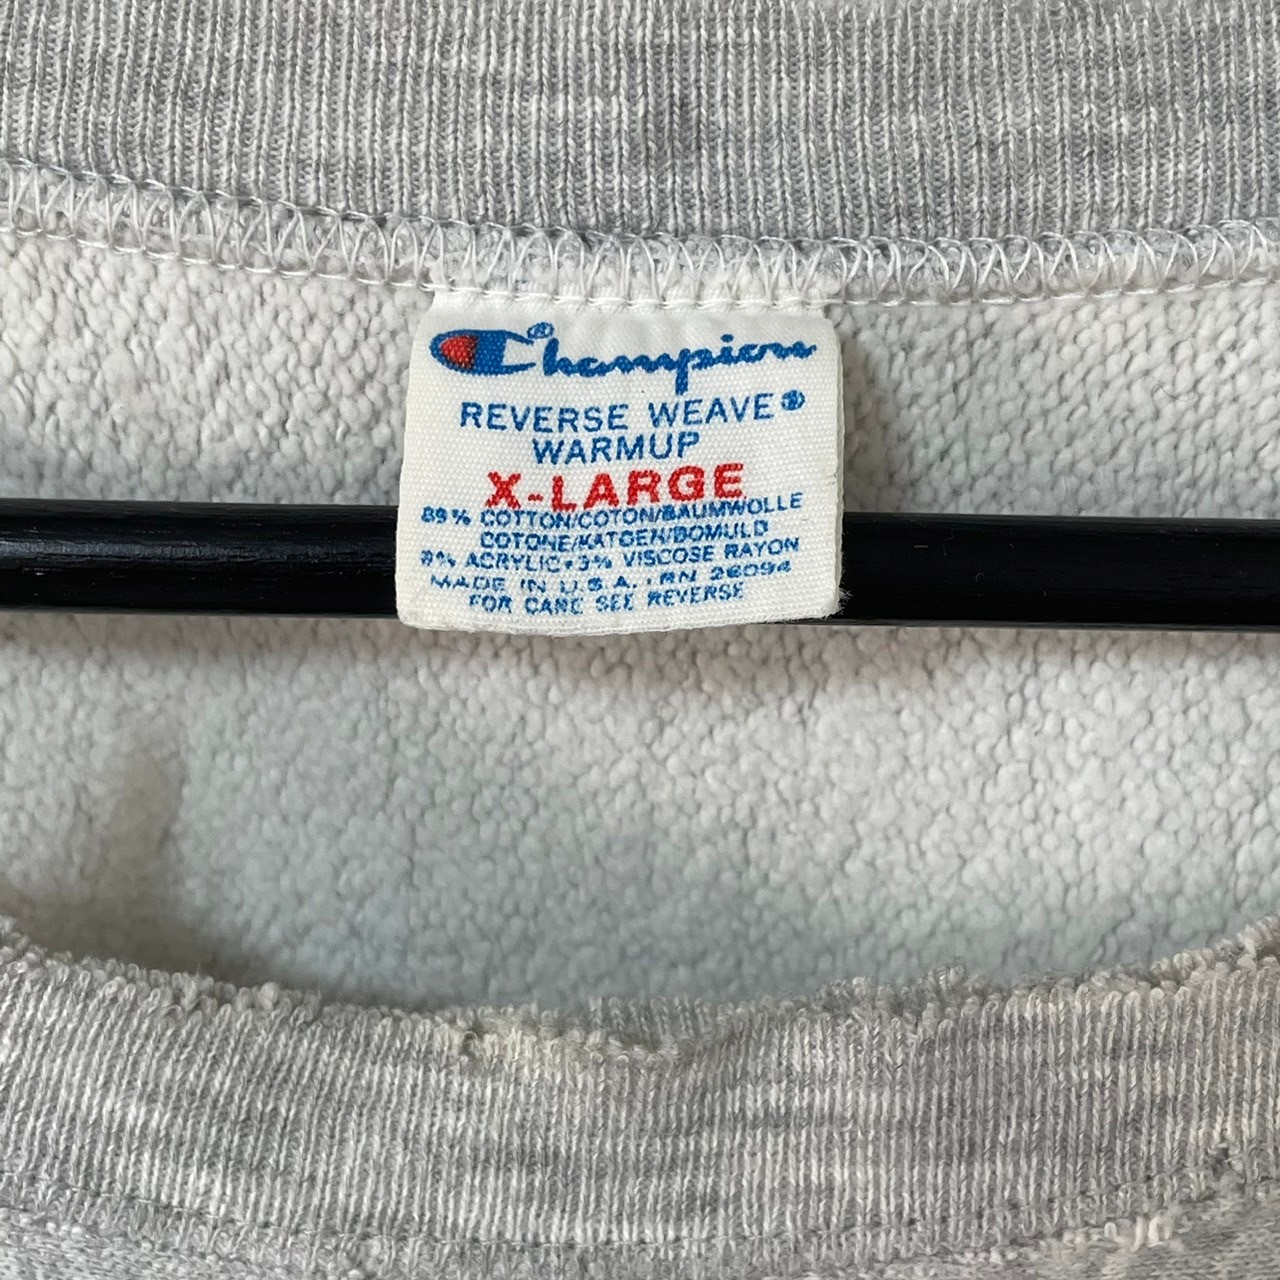 Champion®
REVERSE WEAVE®
WARMUP
X-LARGE
89% COTTON/COTON/BAUMWOLLE
COTONE/KATOEN/BOMULD
8% ACRYLIC•3% VISCOSE RAYON
MADE IN U.S.A. • RN 26094
FOR CARE SEE REVERSE